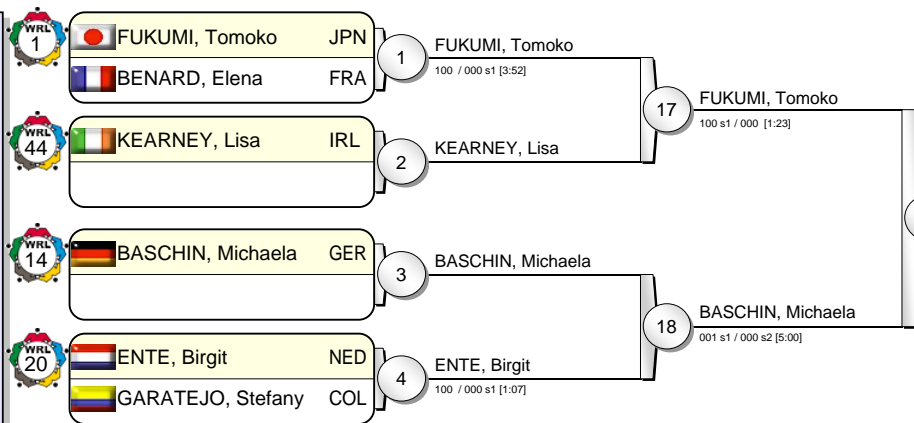 WRL
1
FUKUMI, Tomoko JPN
BENARD, Elena FRA
1
FUKUMI, Tomoko
100 / 000 s1 [3:52]
WRL
44
KEARNEY, Lisa IRL
2
KEARNEY, Lisa
17
FUKUMI, Tomoko
100 s1 / 000 [1:23]
WRL
14
BASCHIN, Michaela GER
3
BASCHIN, Michaela
WRL
20
ENTE, Birgit NED
GARATEJO, Stefany COL
4
ENTE, Birgit
100 / 000 s1 [1:07]
18
BASCHIN, Michaela
001 s1 / 000 s2 [5:00]